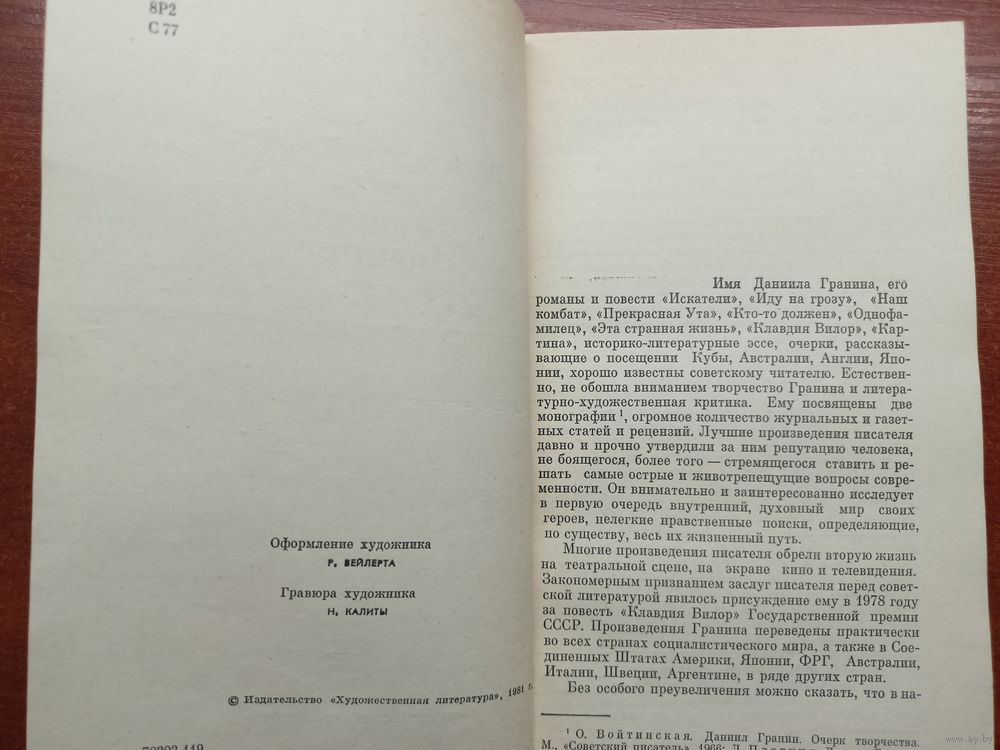 8Р2
С 77
Оформление художника
Р. ВЕЙЛЕРТА
Гравюра художника
Н. КАЛИТЫ
© Издательство «Художественная литература», 1981 г.
Имя Даниила Гранина, его
романы и повести «Искатели», «Иду на грозу», «Наш
комбат», «Прекрасная Ута», «Кто-то должен», «Однофа-
милец», «Эта странная жизнь», «Клавдия Вилор», «Кар-
тина», историко-литературные эссе, очерки, рассказы-
вающие о посещении Кубы, Австралии, Англии, Япо-
нии, хорошо известны советскому читателю. Естествен-
но, не обошла вниманием творчество Гранина и литера-
турно-художественная критика. Ему посвящены две
монографии ¹, огромное количество журнальных и газет-
ных статей и рецензий. Лучшие произведения писателя
давно и прочно утвердили за ним репутацию человека,
не боящегося, более того — стремящегося ставить и ре-
шать самые острые и животрепещущие вопросы совре-
менности. Он внимательно и заинтересованно исследует
в первую очередь внутренний, духовный мир своих
героев, нелегкие нравственные поиски, определяющие,
по существу, весь их жизненный путь.
Многие произведения писателя обрели вторую жизнь
на театральной сцене, на экране кино и телевидения.
Закономерным признанием заслуг писателя перед совет-
ской литературой явилось присуждение ему в 1978 году
за повесть «Клавдия Вилор» Государственной премии
СССР. Произведения Гранина переведены практически
во всех странах социалистического мира, а также в Сое-
диненных Штатах Америки, Японии, ФРГ, Австралии,
Италии, Швеции, Аргентине, в ряде других стран.
Без особого преувеличения можно сказать, что в на-
¹ О. Войтинская. Даниил Гранин. Очерк творчества.
М., «Советский писатель», 1966; Л.
www.ay.by